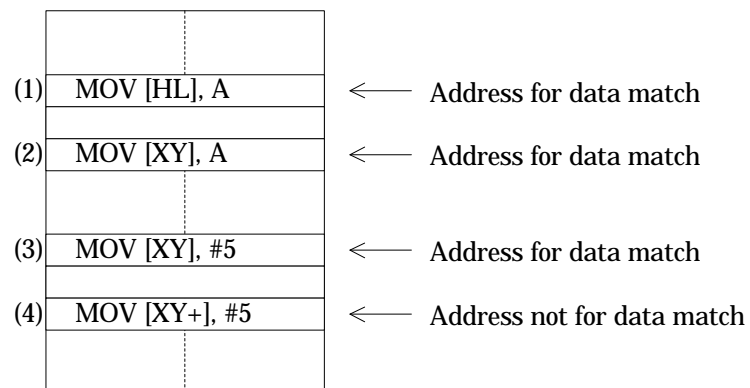 (1) MOV [HL], A Address for data match
(2) MOV [XY], A Address for data match
(3) MOV [XY], #5 Address for data match
(4) MOV [XY+], #5 Address not for data match